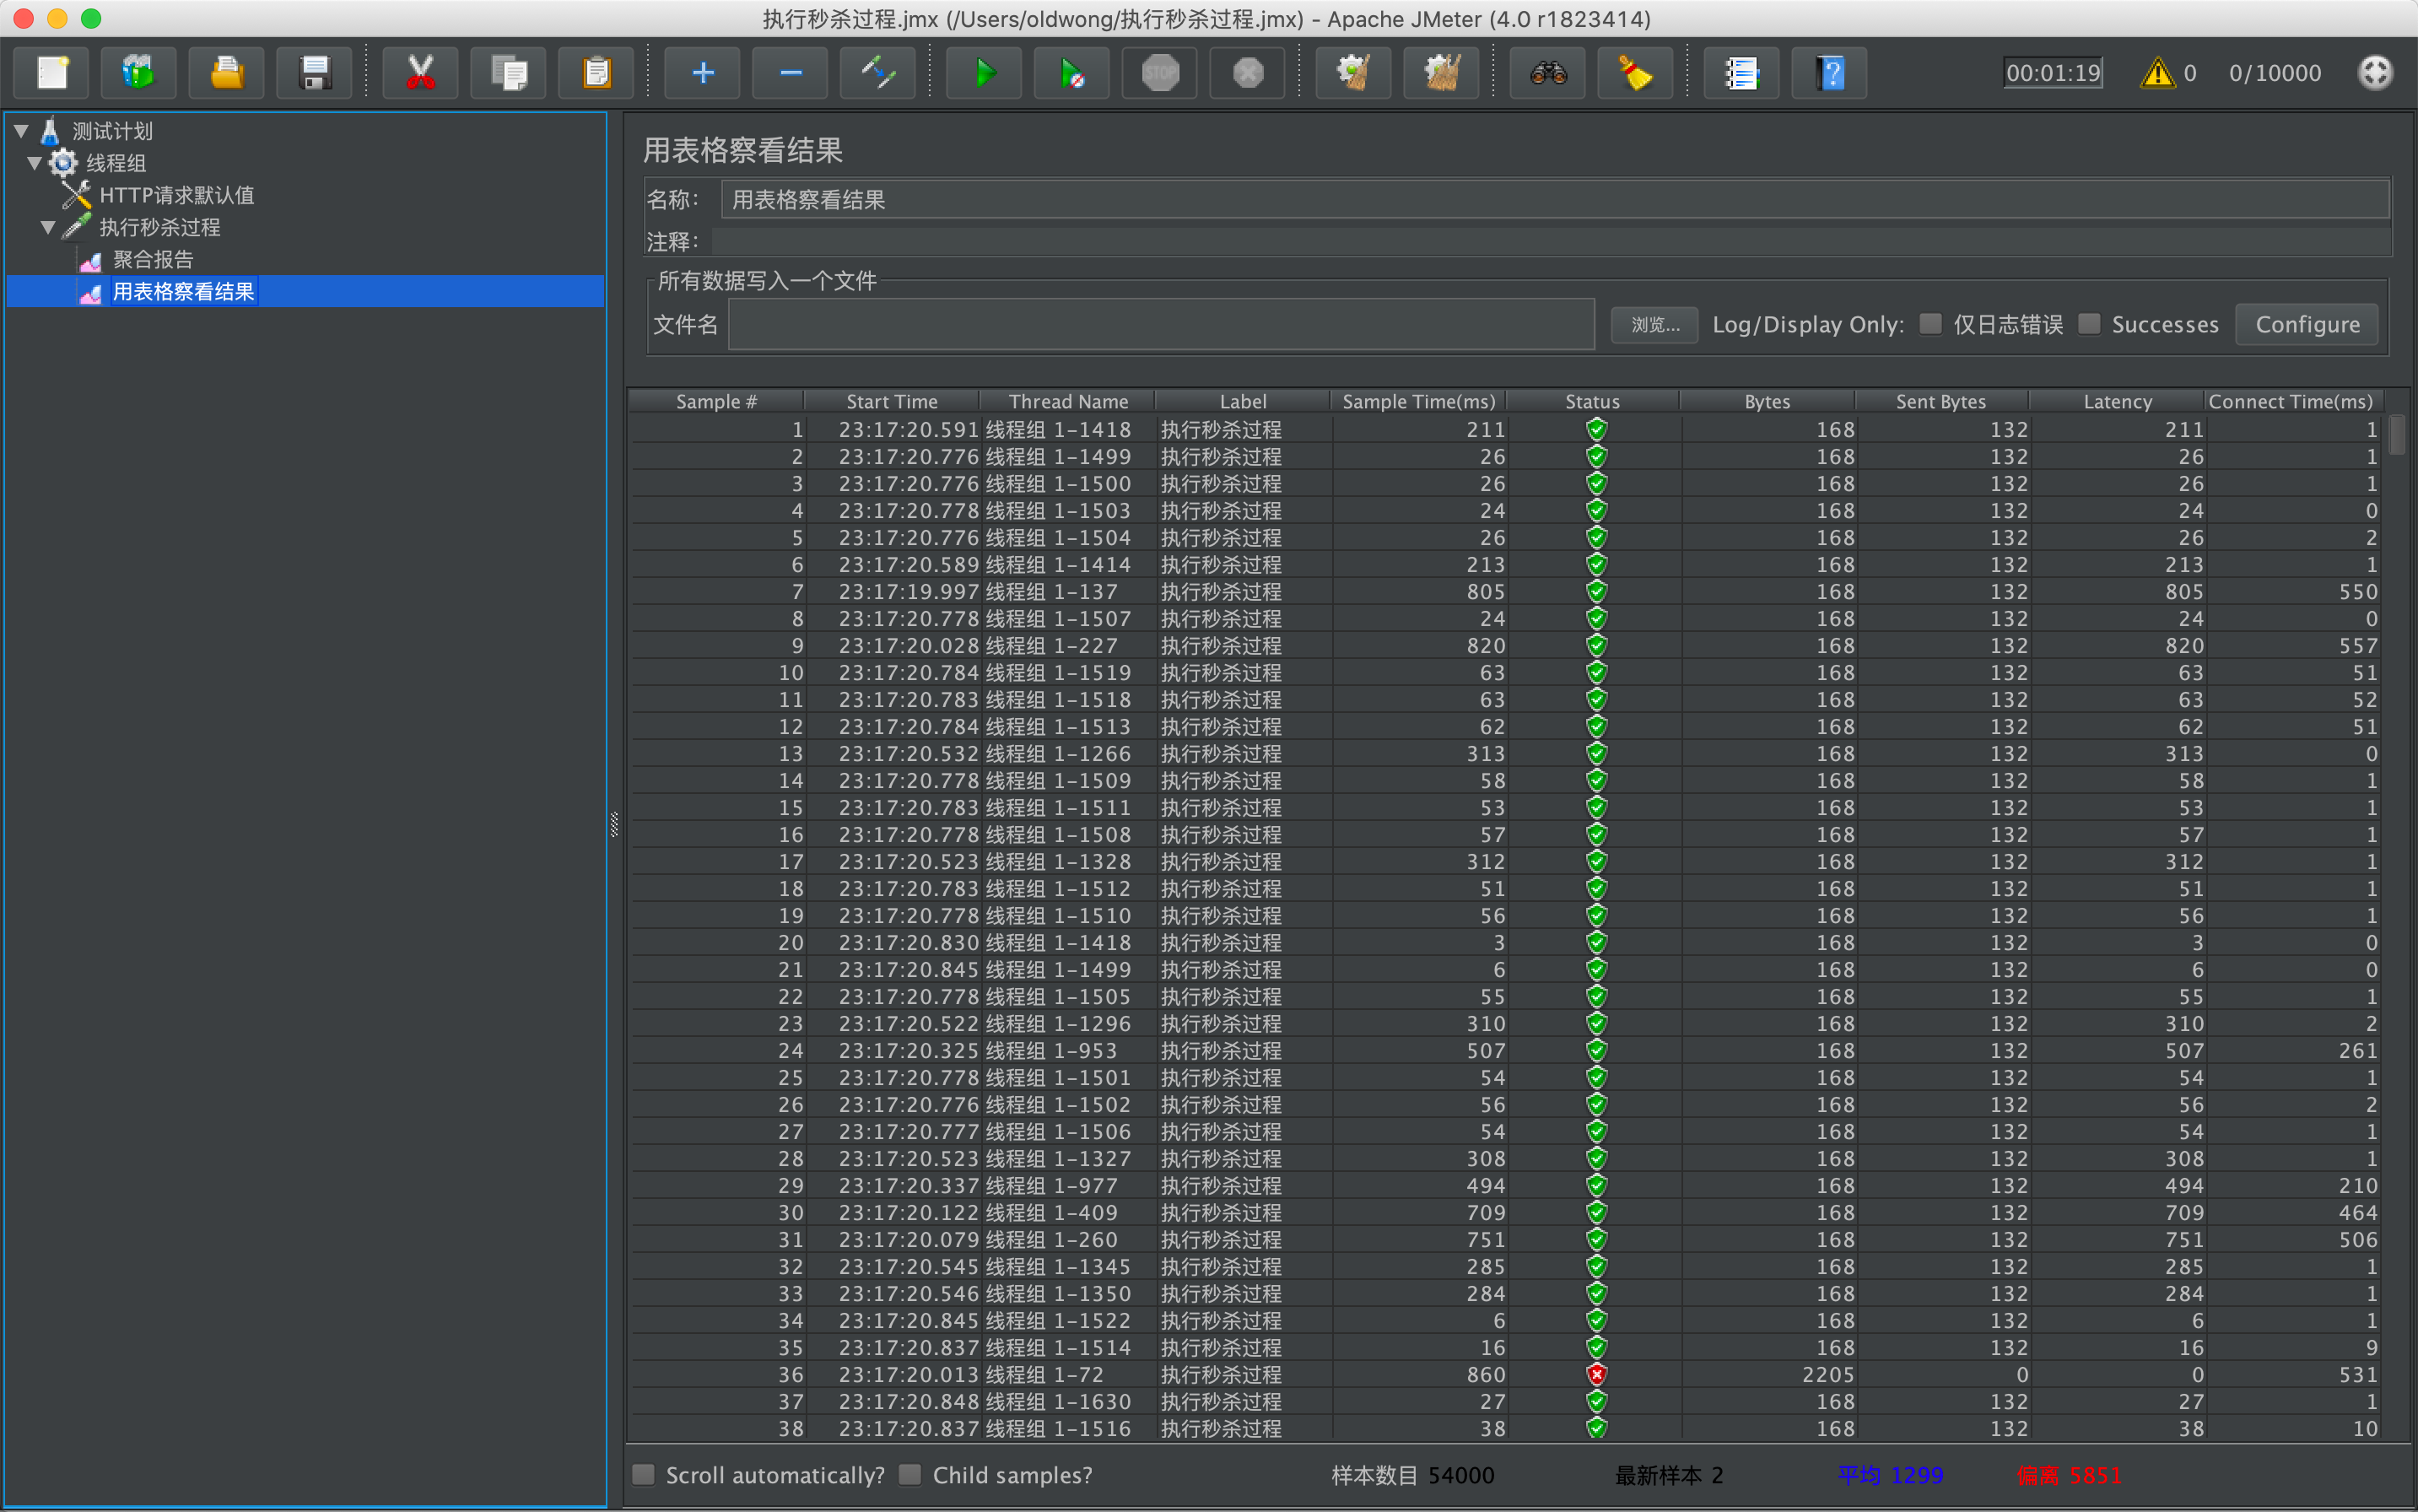 执行秒杀过程.jmx (/Users/oldwong/执行秒杀过程.jmx) - Apache JMeter (4.0 r1823414)
STOP
00:01:19 0 0/10000
测试计划
线程组
HTTP请求默认值
执行秒杀过程
聚合报告
用表格察看结果
用表格察看结果
名称： 用表格察看结果
注释：
所有数据写入一个文件
文件名 浏览... Log/Display Only: 仅日志错误 Successes Configure
Sample # Start Time Thread Name Label Sample Time(ms) Status Bytes Sent Bytes Latency Connect Time(ms)
1 23:17:20.591 线程组 1-1418 执行秒杀过程 211 168 132 211 1
2 23:17:20.776 线程组 1-1499 执行秒杀过程 26 168 132 26 1
3 23:17:20.776 线程组 1-1500 执行秒杀过程 26 168 132 26 1
4 23:17:20.778 线程组 1-1503 执行秒杀过程 24 168 132 24 0
5 23:17:20.776 线程组 1-1504 执行秒杀过程 26 168 132 26 2
6 23:17:20.589 线程组 1-1414 执行秒杀过程 213 168 132 213 1
7 23:17:19.997 线程组 1-137 执行秒杀过程 805 168 132 805 550
8 23:17:20.778 线程组 1-1507 执行秒杀过程 24 168 132 24 0
9 23:17:20.028 线程组 1-227 执行秒杀过程 820 168 132 820 557
10 23:17:20.784 线程组 1-1519 执行秒杀过程 63 168 132 63 51
11 23:17:20.783 线程组 1-1518 执行秒杀过程 63 168 132 63 52
12 23:17:20.784 线程组 1-1513 执行秒杀过程 62 168 132 62 51
13 23:17:20.532 线程组 1-1266 执行秒杀过程 313 168 132 313 0
14 23:17:20.778 线程组 1-1509 执行秒杀过程 58 168 132 58 1
15 23:17:20.783 线程组 1-1511 执行秒杀过程 53 168 132 53 1
16 23:17:20.778 线程组 1-1508 执行秒杀过程 57 168 132 57 1
17 23:17:20.523 线程组 1-1328 执行秒杀过程 312 168 132 312 1
18 23:17:20.783 线程组 1-1512 执行秒杀过程 51 168 132 51 1
19 23:17:20.778 线程组 1-1510 执行秒杀过程 56 168 132 56 1
20 23:17:20.830 线程组 1-1418 执行秒杀过程 3 168 132 3 0
21 23:17:20.845 线程组 1-1499 执行秒杀过程 6 168 132 6 0
22 23:17:20.778 线程组 1-1505 执行秒杀过程 55 168 132 55 1
23 23:17:20.522 线程组 1-1296 执行秒杀过程 310 168 132 310 2
24 23:17:20.325 线程组 1-953 执行秒杀过程 507 168 132 507 261
25 23:17:20.778 线程组 1-1501 执行秒杀过程 54 168 132 54 1
26 23:17:20.776 线程组 1-1502 执行秒杀过程 56 168 132 56 2
27 23:17:20.777 线程组 1-1506 执行秒杀过程 54 168 132 54 1
28 23:17:20.523 线程组 1-1327 执行秒杀过程 308 168 132 308 1
29 23:17:20.337 线程组 1-977 执行秒杀过程 494 168 132 494 210
30 23:17:20.122 线程组 1-409 执行秒杀过程 709 168 132 709 464
31 23:17:20.079 线程组 1-260 执行秒杀过程 751 168 132 751 506
32 23:17:20.545 线程组 1-1345 执行秒杀过程 285 168 132 285 1
33 23:17:20.546 线程组 1-1350 执行秒杀过程 284 168 132 284 1
34 23:17:20.845 线程组 1-1522 执行秒杀过程 6 168 132 6 1
35 23:17:20.837 线程组 1-1514 执行秒杀过程 16 168 132 16 9
36 23:17:20.013 线程组 1-72 执行秒杀过程 860 2205 0 0 531
37 23:17:20.848 线程组 1-1630 执行秒杀过程 27 168 132 27 1
38 23:17:20.837 线程组 1-1516 执行秒杀过程 38 168 132 38 10
Scroll automatically? Child samples? 样本数目 54000 最新样本 2 平均 1299 偏离 5851